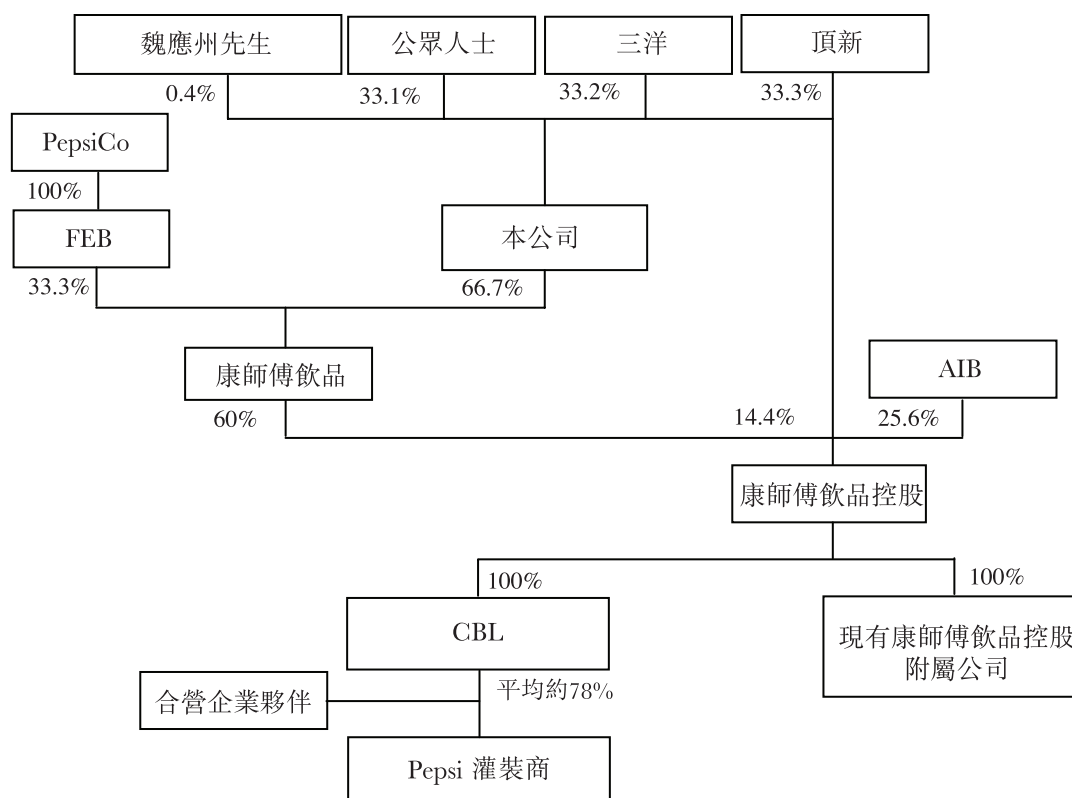 魏應州先生
公眾人士
三洋
頂新
0.4%
33.1%
33.2%
33.3%
PepsiCo
100%
FEB
本公司
33.3%
66.7%
康師傅飲品
AIB
60%
14.4%
25.6%
康師傅飲品控股
100%
100%
CBL
現有康師傅飲品控股
附屬公司
平均約78%
合營企業夥伴
Pepsi 灌裝商